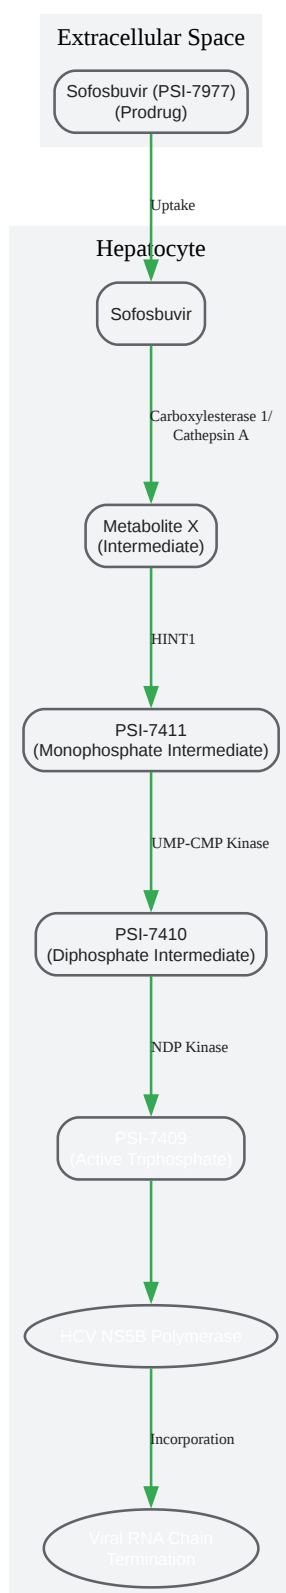 Extracellular Space
Sofosbuvir (PSI-7977)
(Prodrug)
Uptake
Hepatocyte
Sofosbuvir
Carboxylesterase 1/
Cathepsin A
Metabolite X
(Intermediate)
HINT1
PSI-7411
(Monophosphate Intermediate)
UMP-CMP Kinase
PSI-7410
(Diphosphate Intermediate)
NDP Kinase
PSI-7409
(Active Triphosphate)
HCV NS5B Polymerase
Incorporation
Viral RNA Chain
Termination